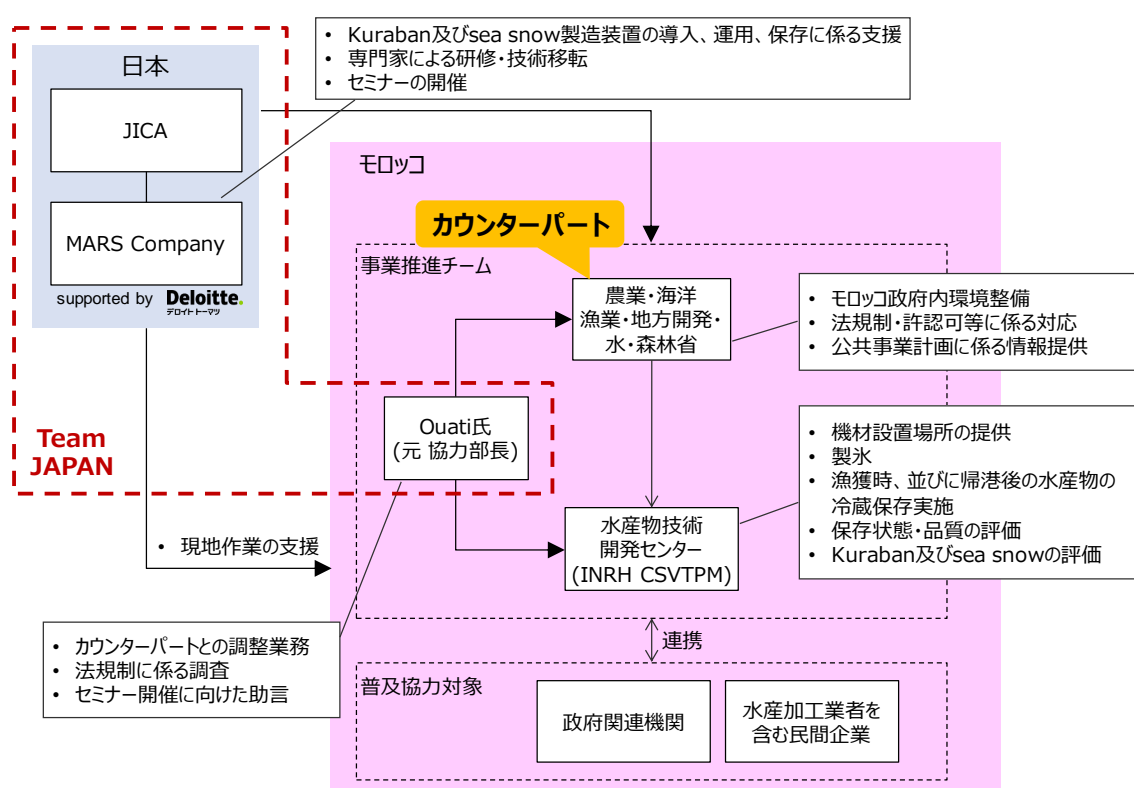 • Kuraban及びsea snow製造装置の導入、運用、保存に係る支援
• 専門家による研修・技術移転
• セミナーの開催
日本
JICA
MARS Company
supported by Deloitte.
デロイト トーマツ
モロッコ
カウンターパート
事業推進チーム
農業・海洋
漁業・地方開発・
水・森林省
• モロッコ政府内環境整備
• 法規制・許認可等に係る対応
• 公共事業計画に係る情報提供
Team
JAPAN
Ouati氏
(元 協力部長)
• 機材設置場所の提供
• 製氷
• 漁獲時、並びに帰港後の水産物の
冷蔵保存実施
• 保存状態・品質の評価
• Kuraban及びsea snowの評価
水産物技術
開発センター
(INRH CSVTPM)
• 現地作業の支援
• カウンターパートとの調整業務
• 法規制に係る調査
• セミナー開催に向けた助言
連携
普及協力対象
政府関連機関
水産加工業者を
含む民間企業